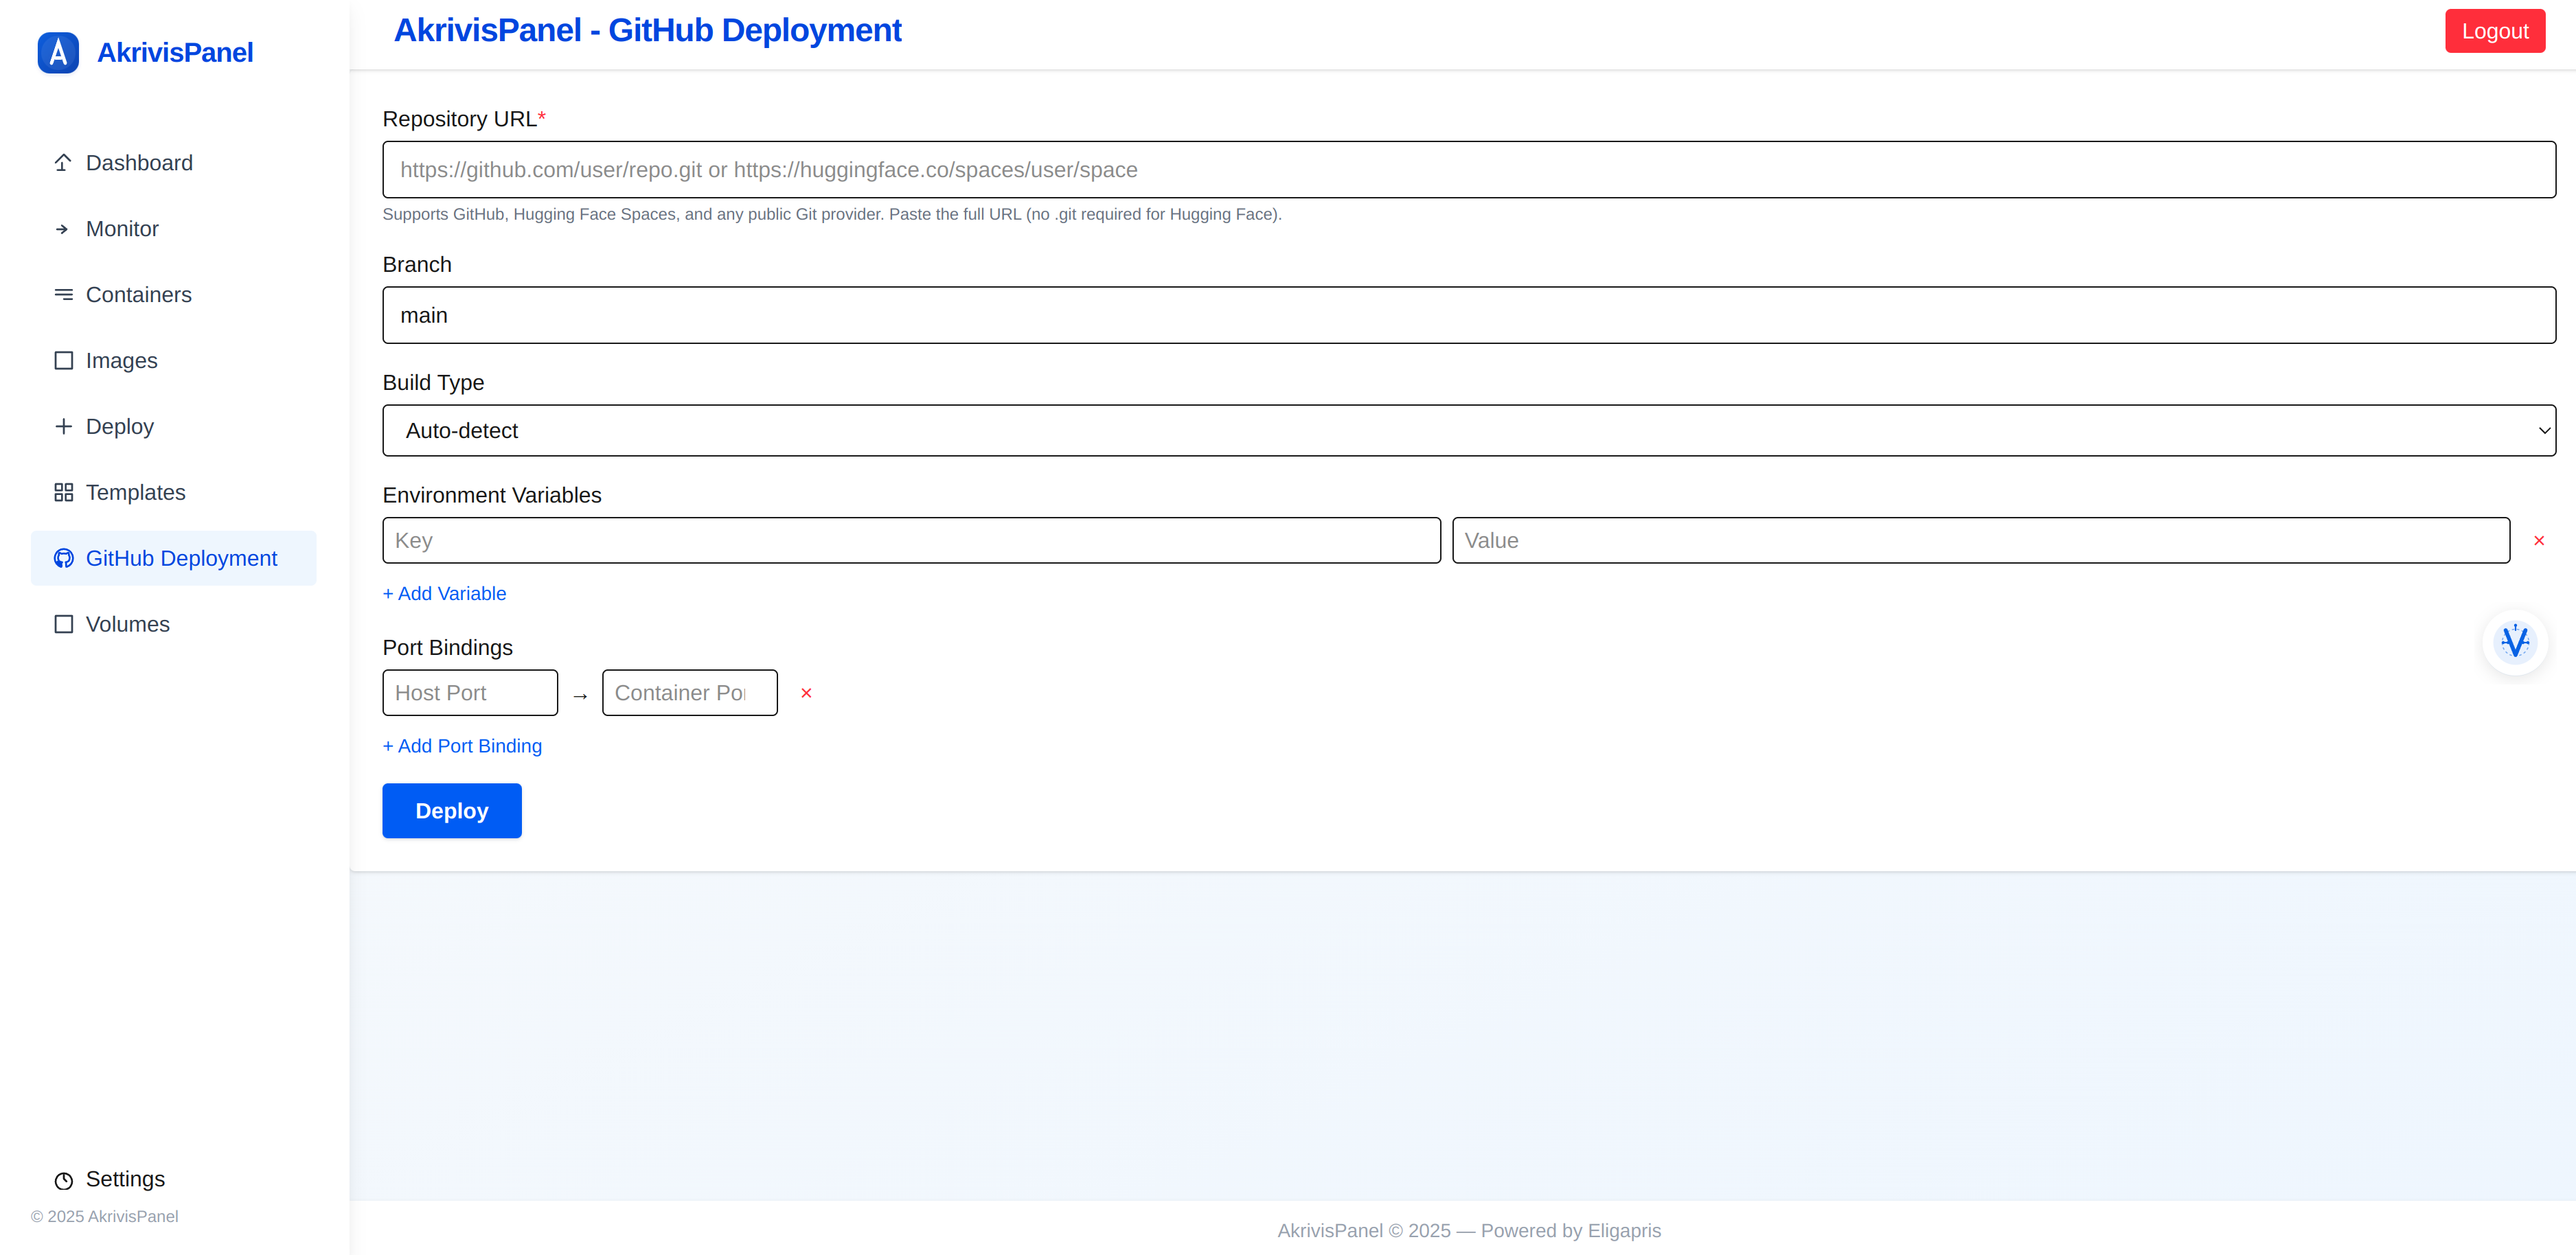 AkrivisPanel
Dashboard
Monitor
Containers
Images
Deploy
Templates
GitHub Deployment
Volumes
Settings
© 2025 AkrivisPanel
AkrivisPanel - GitHub Deployment
Logout
Repository URL*
https://github.com/user/repo.git or https://huggingface.co/spaces/user/space
Supports GitHub, Hugging Face Spaces, and any public Git provider. Paste the full URL (no .git required for Hugging Face).
Branch
main
Build Type
Auto-detect
Environment Variables
Key Value ×
+ Add Variable
Port Bindings
Host Port → Container Por ×
+ Add Port Binding
Deploy
AkrivisPanel © 2025 — Powered by Eligapris